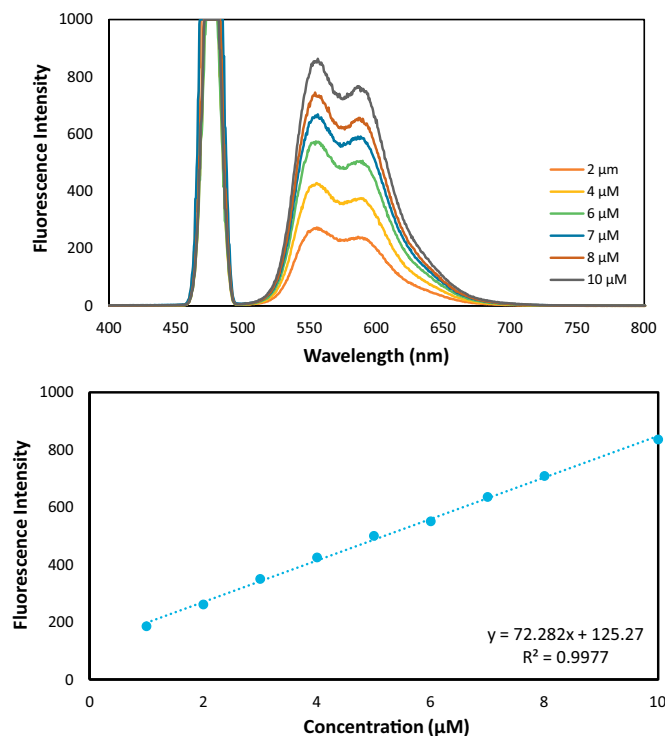 1000
800
600
400
200
0
Fluorescence Intensity
2 µm
4 µM
6 µM
7 µM
8 µM
10 µM
400 450 500 550 600 650 700 750 800
Wavelength (nm)
1000
800
600
400
200
0
Fluorescence Intensity
y = 72.282x + 125.27
R² = 0.9977
0 2 4 6 8 10
Concentration (µM)